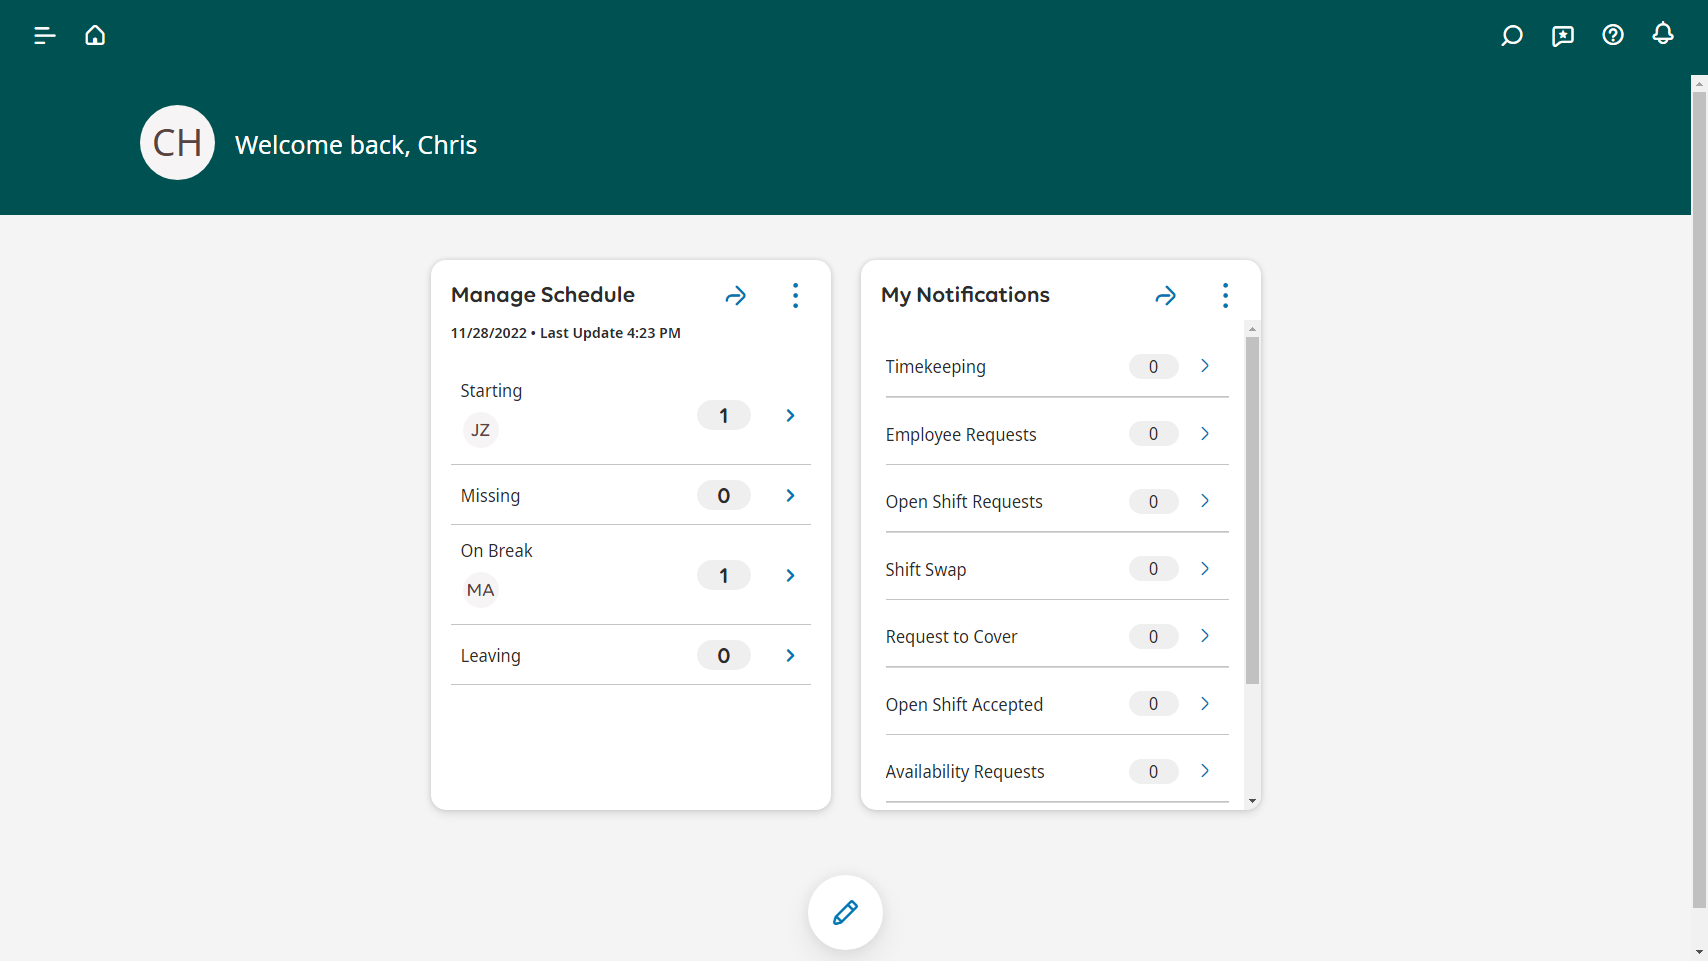 CH
Welcome back, Chris
Manage Schedule
11/28/2022 • Last Update 4:23 PM
Starting
JZ
1
Missing
0
On Break
MA
1
Leaving
0
My Notifications
Timekeeping 0
Employee Requests 0
Open Shift Requests 0
Shift Swap 0
Request to Cover 0
Open Shift Accepted 0
Availability Requests 0